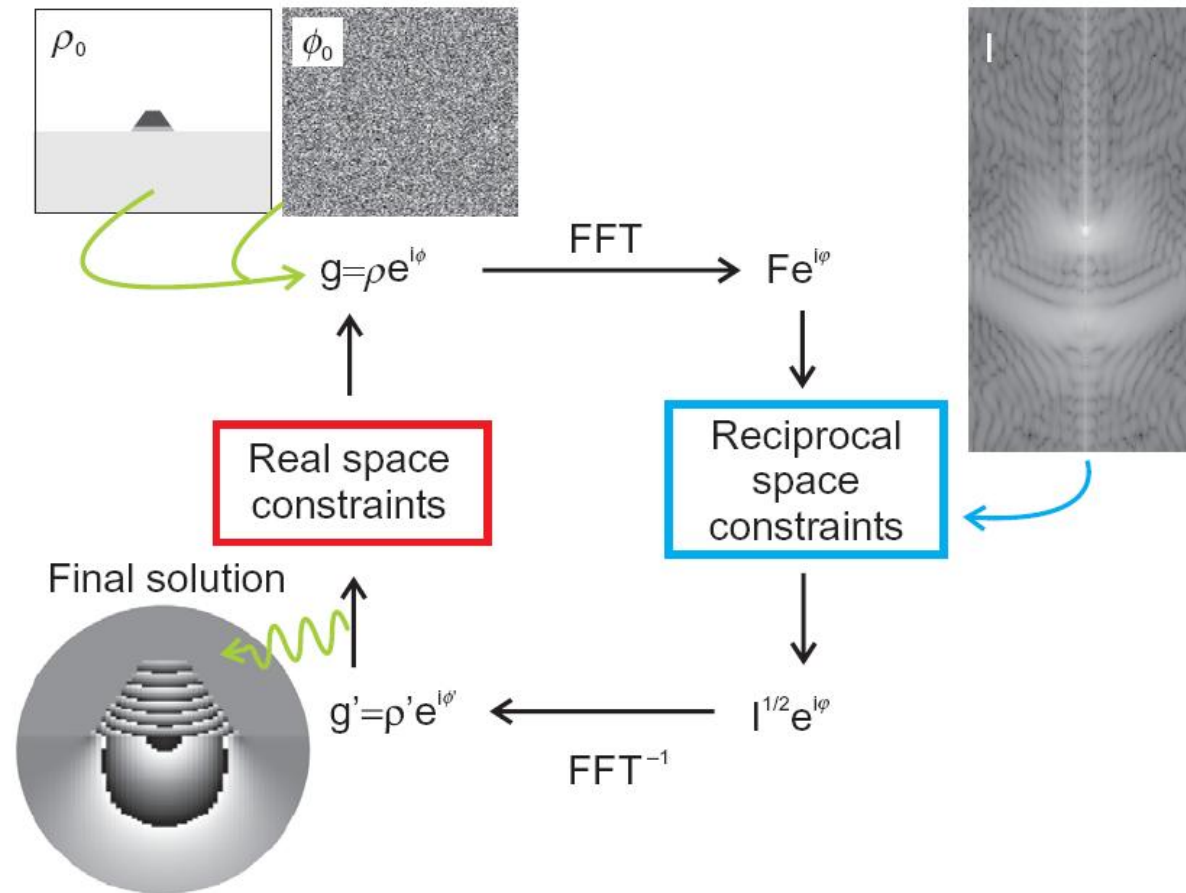 ρ₀
ϕ₀
I
FFT
g=ρe^{iϕ}
Fe^{iφ}
Real space
constraints
Reciprocal
space
constraints
Final solution
g’=ρ’e^{iϕ’}
I^{1/2}e^{iφ}
FFT⁻¹